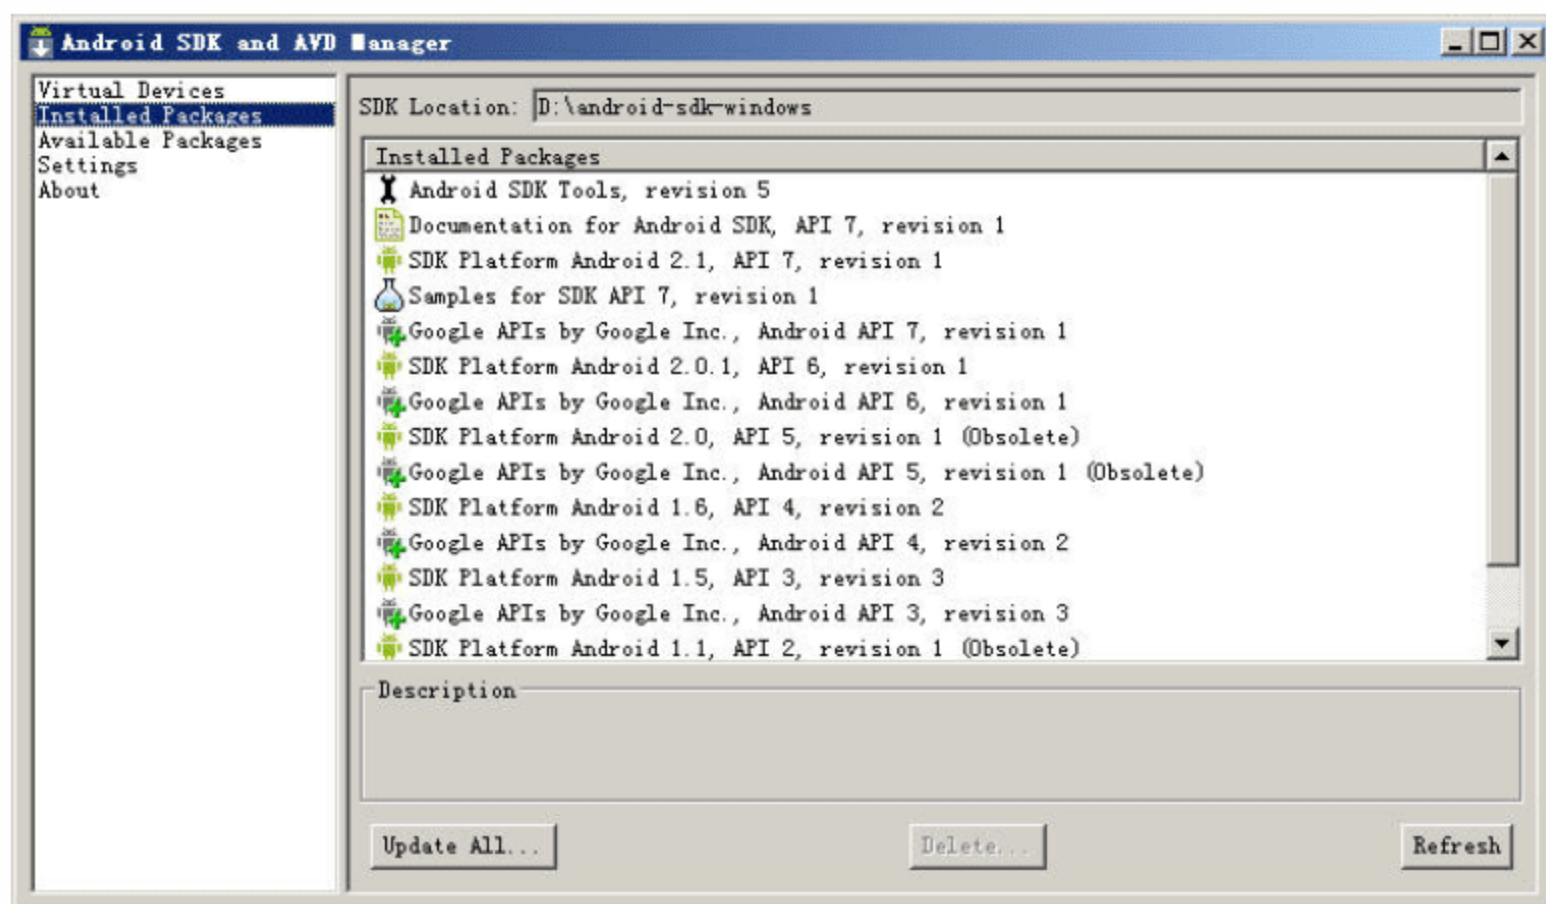 Android SDK and AVD Manager
Virtual Devices
Installed Packages
Available Packages
Settings
About
SDK Location: D:\android-sdk-windows
Installed Packages
Android SDK Tools, revision 5
Documentation for Android SDK, API 7, revision 1
SDK Platform Android 2.1, API 7, revision 1
Samples for SDK API 7, revision 1
Google APIs by Google Inc., Android API 7, revision 1
SDK Platform Android 2.0.1, API 6, revision 1
Google APIs by Google Inc., Android API 6, revision 1
SDK Platform Android 2.0, API 5, revision 1 (Obsolete)
Google APIs by Google Inc., Android API 5, revision 1 (Obsolete)
SDK Platform Android 1.6, API 4, revision 2
Google APIs by Google Inc., Android API 4, revision 2
SDK Platform Android 1.5, API 3, revision 3
Google APIs by Google Inc., Android API 3, revision 3
SDK Platform Android 1.1, API 2, revision 1 (Obsolete)
Description
Update All...
Delete...
Refresh